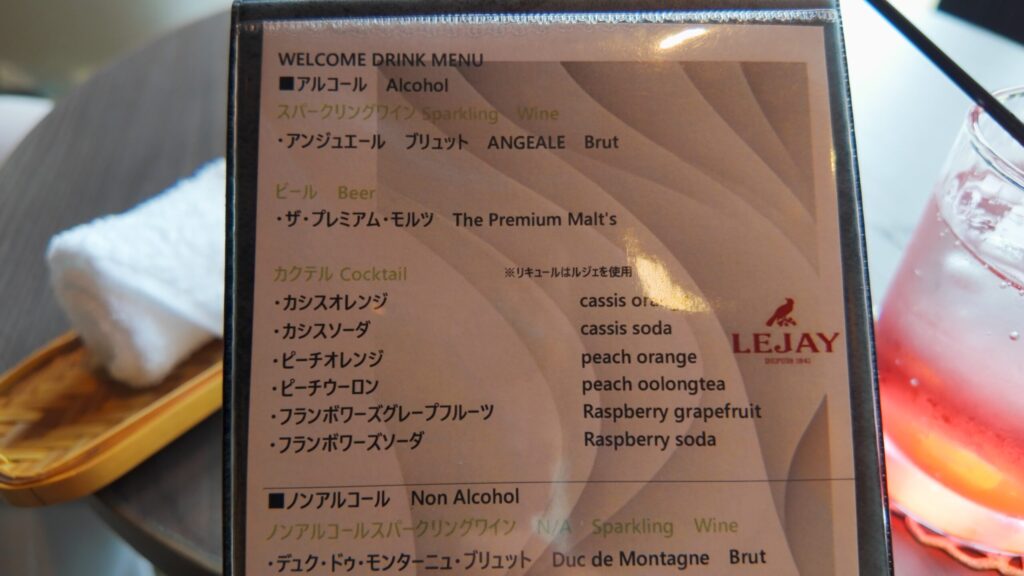 WELCOME DRINK MENU
■アルコール Alcohol
スパークリングワイン Sparkling Wine
・アンジュエール ブリュット ANGEALE Brut
ビール Beer
・ザ・プレミアム・モルツ The Premium Malt's
カクテル Cocktail ※リキュールはルジェを使用
・カシスオレンジ cassis
・カシスソーダ cassis soda
・ピーチオレンジ peach orange
・ピーチウーロン peach oolongtea
・フランボワーズグレープフルーツ Raspberry grapefruit
・フランボワーズソーダ Raspberry soda
LEJAY
DEPUIS 1841
■ノンアルコール Non Alcohol
ノンアルコールスパークリングワイン N/A Sparkling Wine
・デュク・ドゥ・モンターニュ・ブリュット Duc de Montagne Brut